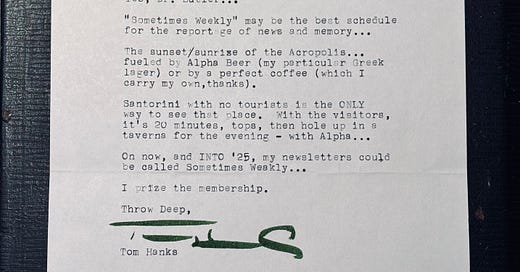 "Sometimes Weekly" may be the best schedule
for the reportage of news and memory...
The sunset/sunrize of the Acropolis...
fueled by Alpha Beer (my particular Greek
lager) or by a perfect coffee (which I
carry my own,thanks).
Santorini with no tourists is the ONLY
way to see that place. With the visitors,
it's 20 minutes, tops, then hole up in a
taverna for the evening - with Alpha...
On now, and INTO '25, my newsletters could
be called Sometimes Weekly...
I prize the membership.
Throw Deep,
Tom Hanks